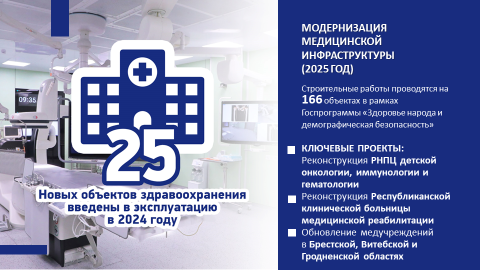 09:35
25
Новых объектов здравоохранения
введены в эксплуатацию
в 2024 году
МОДЕРНИЗАЦИЯ
МЕДИЦИНСКОЙ
ИНФРАСТРУКТУРЫ
(2025 ГОД)
Строительные работы проводятся на
166 объектах в рамках
Госпрограммы «Здоровье народа и
демографическая безопасность»
КЛЮЧЕВЫЕ ПРОЕКТЫ:
Реконструкция РНПЦ детской
онкологии, иммунологии и
гематологии
Реконструкция Республиканской
клинической больницы
медицинской реабилитации
Обновление медучреждений
в Брестской, Витебской и
Гродненской областях